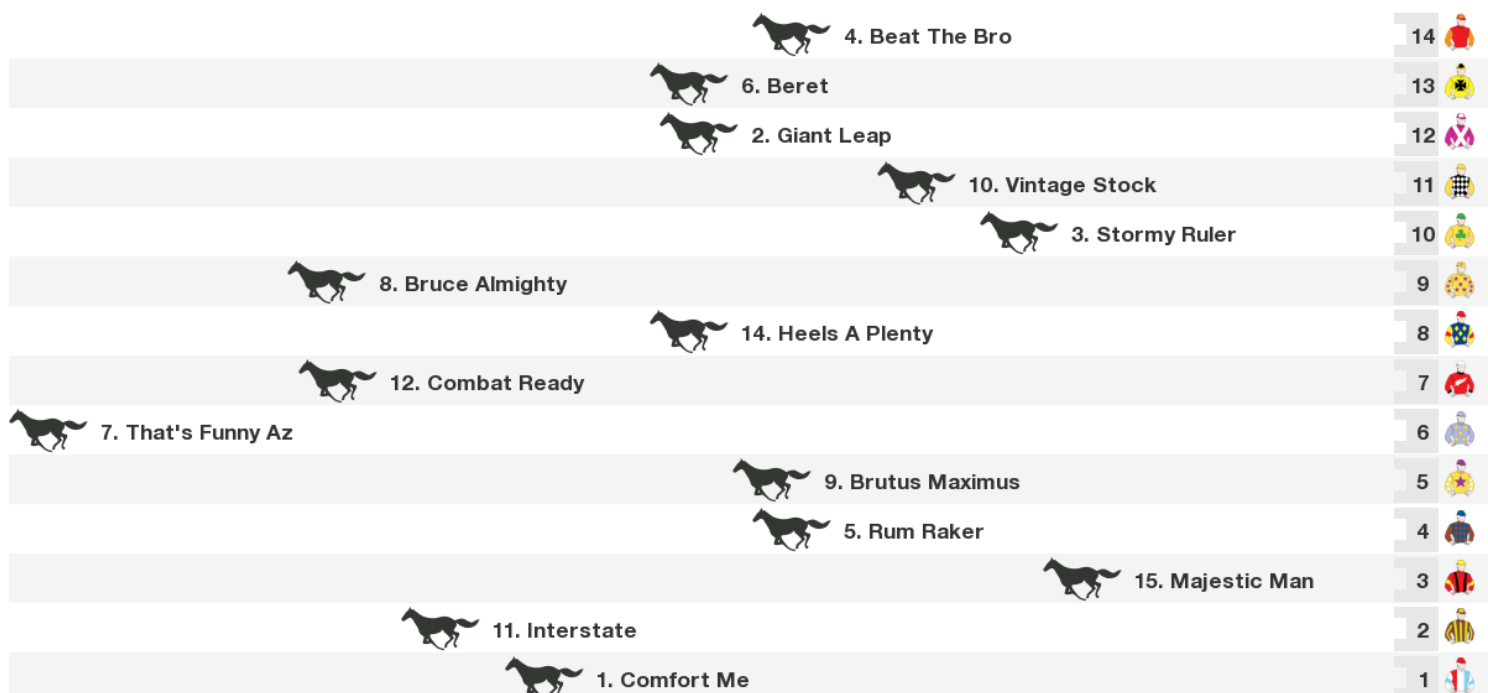 4. Beat The Bro 14
6. Beret 13
2. Giant Leap 12
10. Vintage Stock 11
3. Stormy Ruler 10
8. Bruce Almighty 9
14. Heels A Plenty 8
12. Combat Ready 7
7. That's Funny Az 6
9. Brutus Maximus 5
5. Rum Raker 4
15. Majestic Man 3
11. Interstate 2
1. Comfort Me 1